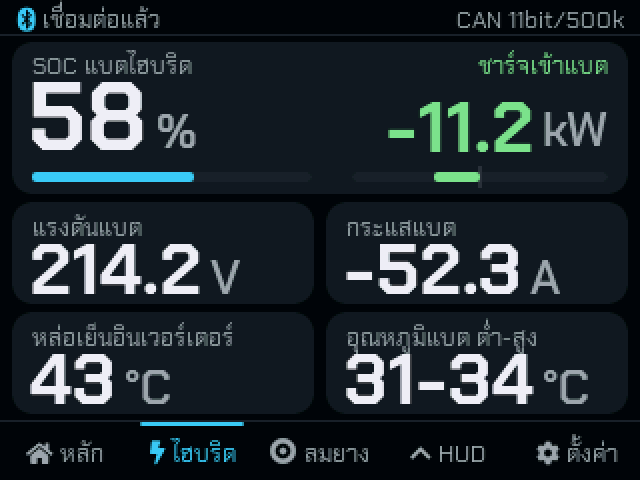 เชื่อมต่อแล้ว CAN 11bit/500k
SOC แบตไฮบริด ชาร์จเข้าแบต
58 % -11.2 kW
แรงดันแบต กระแสแบต
214.2 V -52.3 A
หล่อเย็นอินเวอร์เตอร์ อุณหภูมิแบต ต่ำ-สูง
43 °C 31-34 °C
หลัก ไฮบริด ลมยาง HUD ตั้งค่า